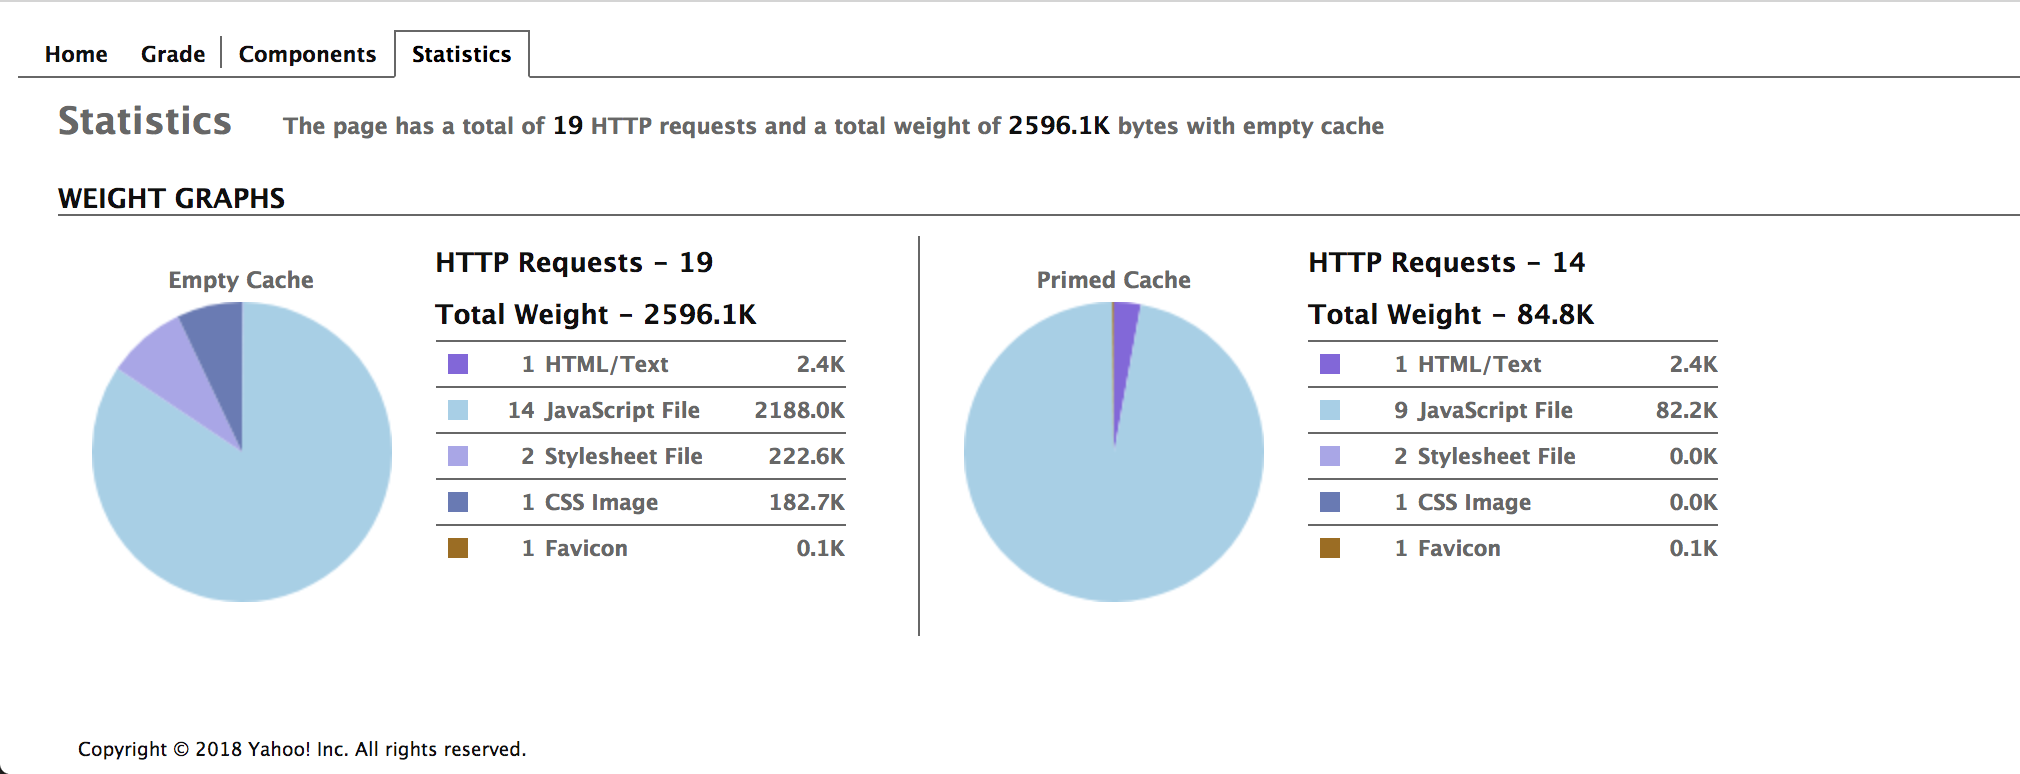 Home Grade Components Statistics
Statistics The page has a total of 19 HTTP requests and a total weight of 2596.1K bytes with empty cache
WEIGHT GRAPHS
Empty Cache
HTTP Requests - 19
Total Weight - 2596.1K
1 HTML/Text 2.4K
14 JavaScript File 2188.0K
2 Stylesheet File 222.6K
1 CSS Image 182.7K
1 Favicon 0.1K
Primed Cache
HTTP Requests - 14
Total Weight - 84.8K
1 HTML/Text 2.4K
9 JavaScript File 82.2K
2 Stylesheet File 0.0K
1 CSS Image 0.0K
1 Favicon 0.1K
Copyright © 2018 Yahoo! Inc. All rights reserved.